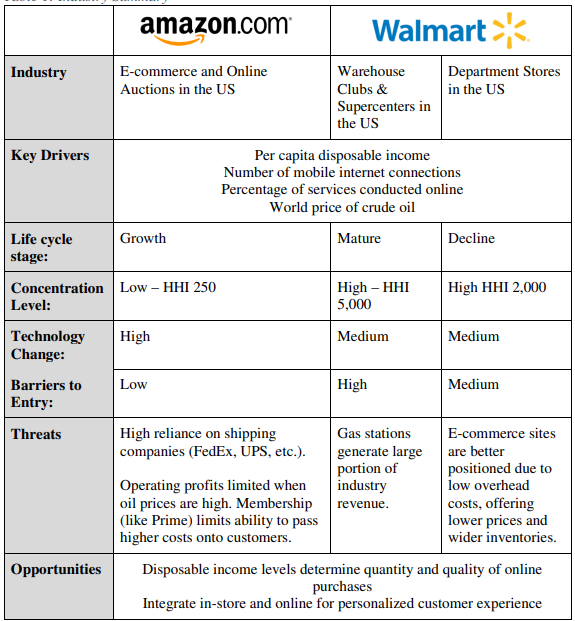 Table 1: Industry Summary
amazon.com
Walmart
Industry
E-commerce and Online
Auctions in the US
Warehouse
Clubs &
Supercenters in
the US
Department Stores
in the US
Key Drivers
Per capita disposable income
Number of mobile internet connections
Percentage of services conducted online
World price of crude oil
Life cycle
stage:
Growth
Mature
Decline
Concentration
Level:
Low – HHI 250
High – HHI
5,000
High HHI 2,000
Technology
Change:
High
Medium
Medium
Barriers to
Entry:
Low
High
Medium
Threats
High reliance on shipping
companies (FedEx, UPS, etc.).
Operating profits limited when
oil prices are high. Membership
(like Prime) limits ability to pass
higher costs onto customers.
Gas stations
generate large
portion of
industry
revenue.
E-commerce sites
are better
positioned due to
low overhead
costs, offering
lower prices and
wider inventories.
Opportunities
Disposable income levels determine quantity and quality of online
purchases
Integrate in-store and online for personalized customer experience